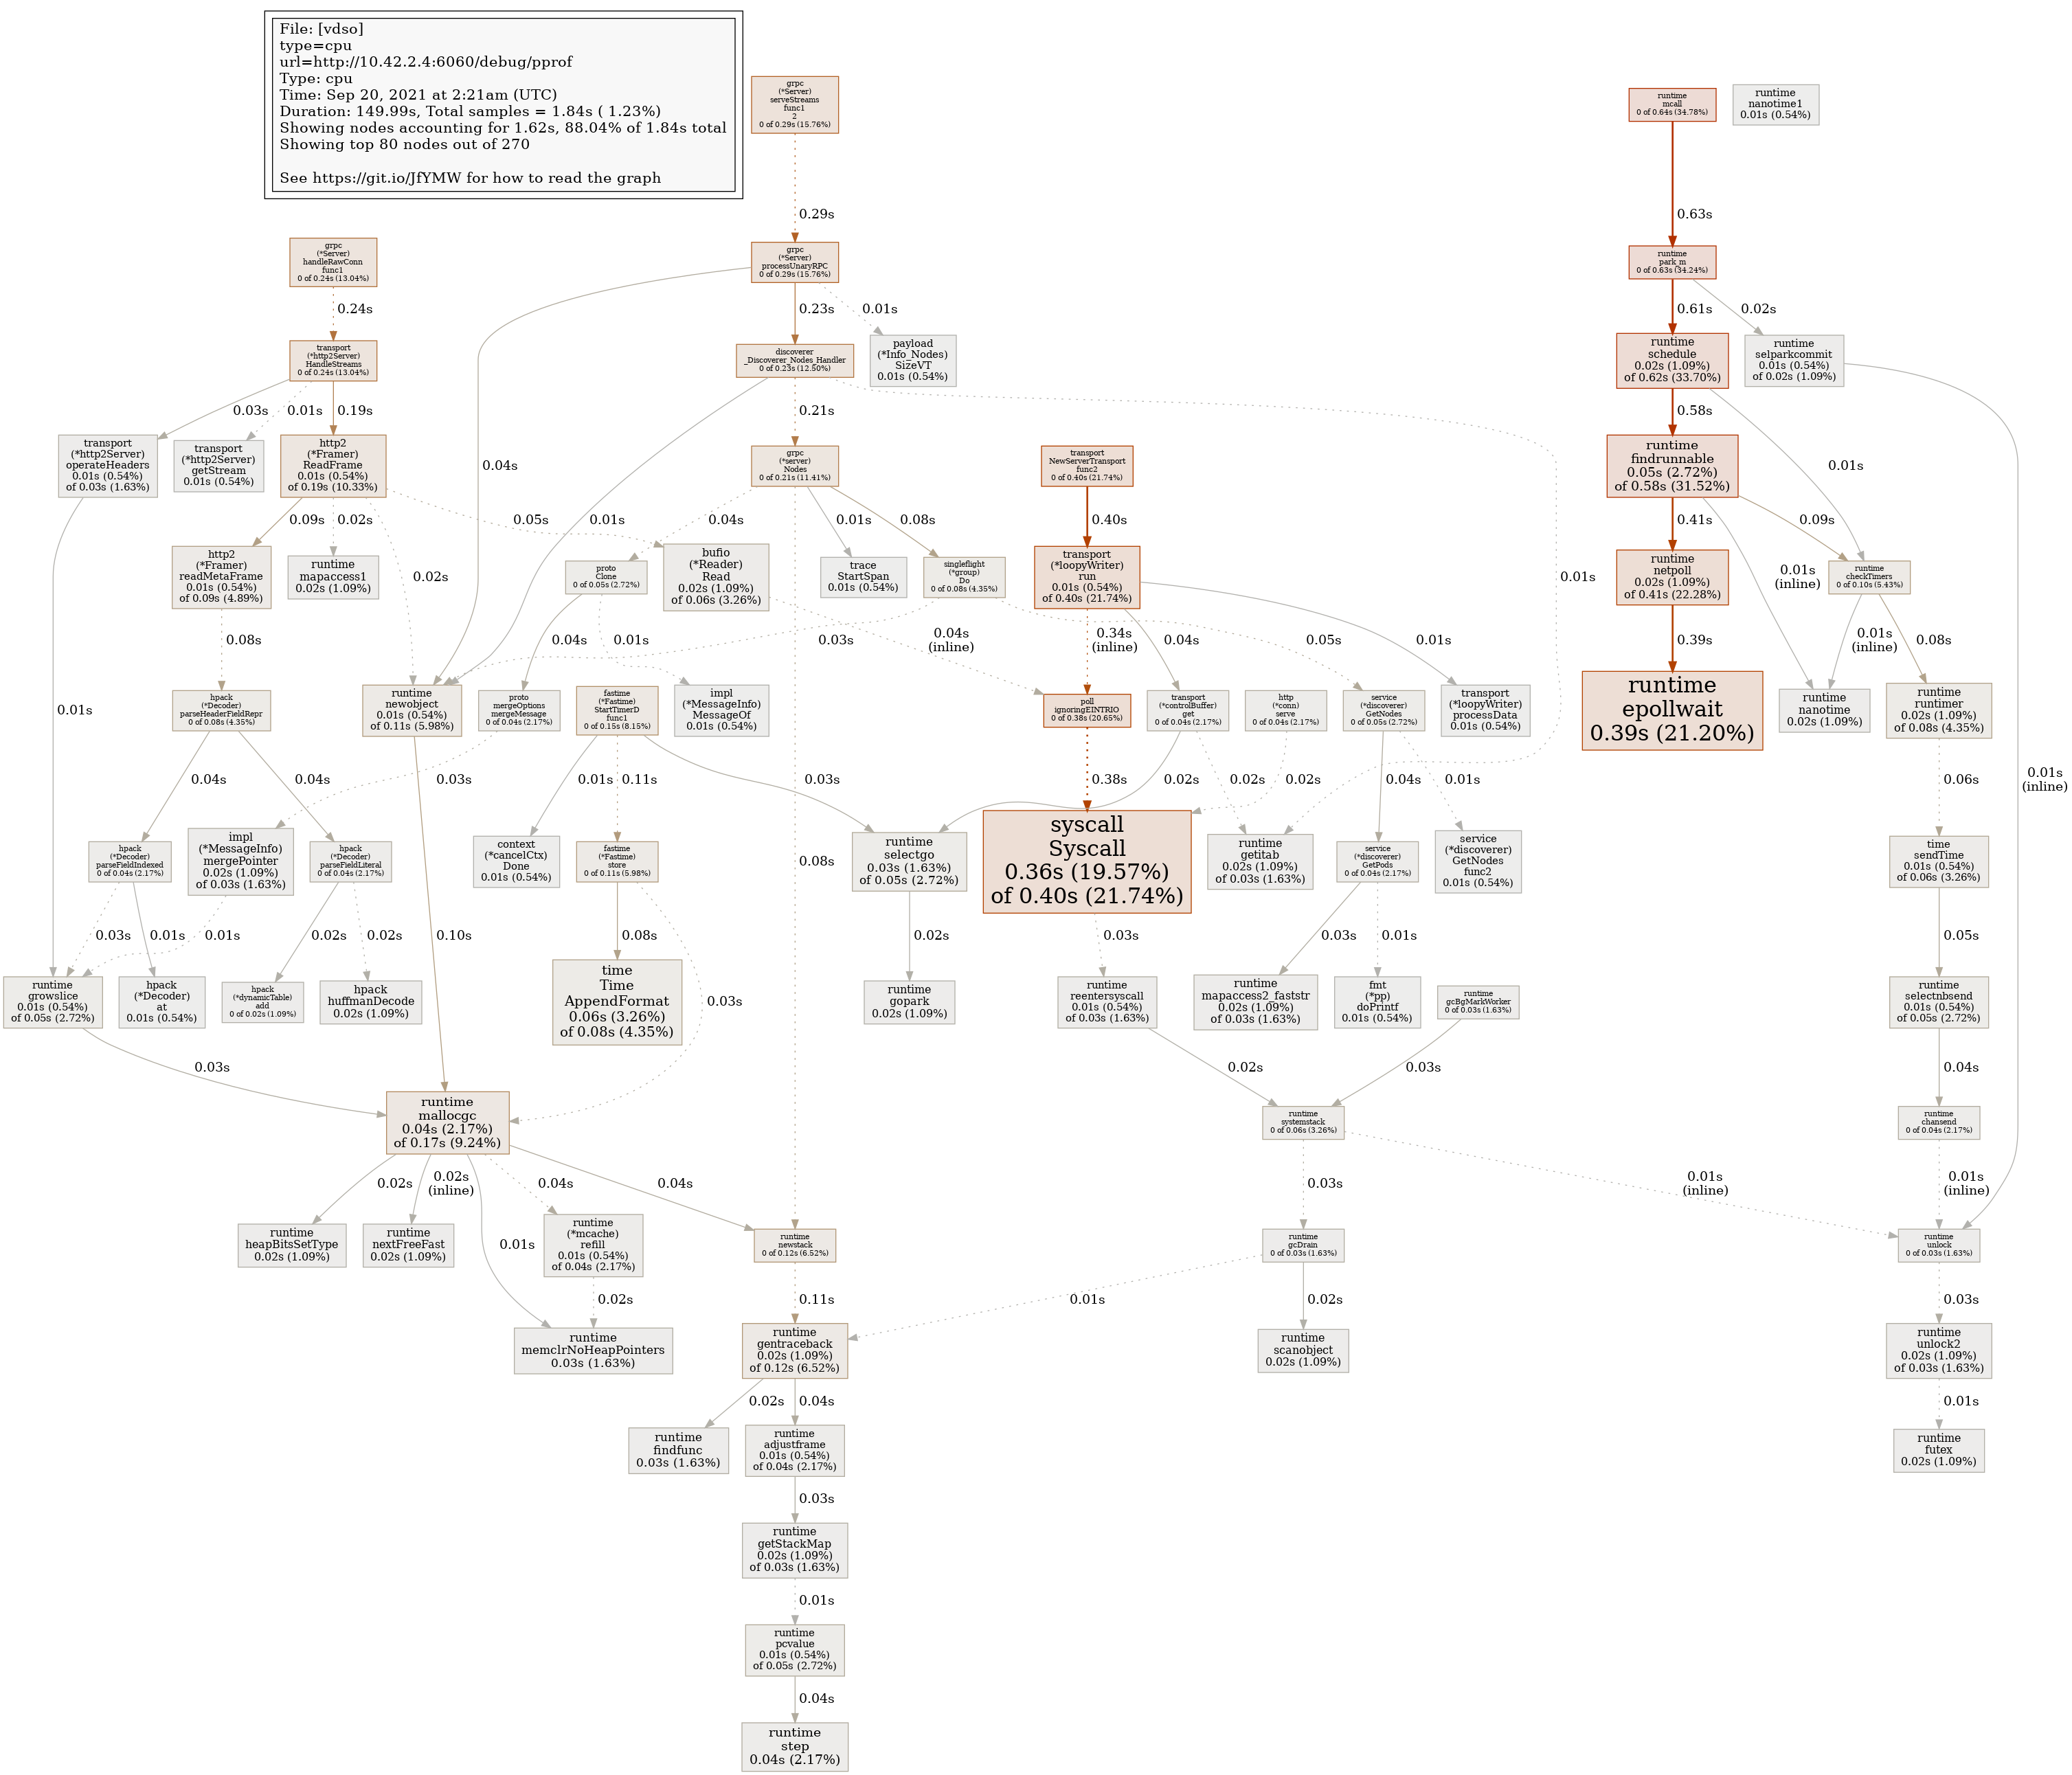 File: [vdso]
type=cpu
url=http://10.42.2.4:6060/debug/pprof
Type: cpu
Time: Sep 20, 2021 at 2:21am (UTC)
Duration: 149.99s, Total samples = 1.84s ( 1.23%)
Showing nodes accounting for 1.62s, 88.04% of 1.84s total
Showing top 80 nodes out of 270
See https://git.io/JfYMW for how to read the graph
grpc
(*Server)
serveStreams
func1
2
0 of 0.29s (15.76%)
runtime
mcall
0 of 0.64s (34.78%)
runtime
nanotime1
0.01s (0.54%)
0.29s
0.63s
grpc
(*Server)
handleRawConn
func1
0 of 0.24s (13.04%)
grpc
(*Server)
processUnaryRPC
0 of 0.29s (15.76%)
runtime
park_m
0 of 0.63s (34.24%)
0.24s
0.23s
0.01s
0.61s
0.02s
transport
(*http2Server)
HandleStreams
0 of 0.24s (13.04%)
discoverer
_Discoverer_Nodes_Handler
0 of 0.23s (12.50%)
payload
(*Info_Nodes)
SizeVT
0.01s (0.54%)
runtime
schedule
0.02s (1.09%)
of 0.62s (33.70%)
runtime
selparkcommit
0.01s (0.54%)
of 0.02s (1.09%)
0.03s
0.01s
0.19s
0.21s
0.58s
transport
(*http2Server)
operateHeaders
0.01s (0.54%)
of 0.03s (1.63%)
transport
(*http2Server)
getStream
0.01s (0.54%)
http2
(*Framer)
ReadFrame
0.01s (0.54%)
of 0.19s (10.33%)
0.04s
grpc
(*server)
Nodes
0 of 0.21s (11.41%)
transport
NewServerTransport
func2
0 of 0.40s (21.74%)
runtime
findrunnable
0.05s (2.72%)
of 0.58s (31.52%)
0.01s
0.09s
0.02s
0.05s
0.01s
0.04s
0.01s
0.08s
0.40s
0.41s
0.09s
http2
(*Framer)
readMetaFrame
0.01s (0.54%)
of 0.09s (4.89%)
runtime
mapaccess1
0.02s (1.09%)
0.02s
proto
Clone
0 of 0.05s (2.72%)
bufio
(*Reader)
Read
0.02s (1.09%)
of 0.06s (3.26%)
trace
StartSpan
0.01s (0.54%)
singleflight
(*group)
Do
0 of 0.08s (4.35%)
transport
(*loopyWriter)
run
0.01s (0.54%)
of 0.40s (21.74%)
0.01s
runtime
netpoll
0.02s (1.09%)
of 0.41s (22.28%)
0.01s
(inline)
runtime
checkTimers
0 of 0.10s (5.43%)
0.08s
0.04s
0.01s
0.03s
0.04s
(inline)
0.34s
(inline)
0.04s
0.05s
0.01s
0.39s
0.01s
(inline)
0.08s
hpack
(*Decoder)
parseHeaderFieldRepr
0 of 0.08s (4.35%)
runtime
newobject
0.01s (0.54%)
of 0.11s (5.98%)
proto
mergeOptions
mergeMessage
0 of 0.04s (2.17%)
fastime
(*Fastime)
StartTimerD
func1
0 of 0.15s (8.15%)
impl
(*MessageInfo)
MessageOf
0.01s (0.54%)
poll
ignoringEINTRIO
0 of 0.38s (20.65%)
transport
(*controlBuffer)
get
0 of 0.04s (2.17%)
http
(*conn)
serve
0 of 0.04s (2.17%)
service
(*discoverer)
GetNodes
0 of 0.05s (2.72%)
transport
(*loopyWriter)
processData
0.01s (0.54%)
runtime
epollwait
0.39s (21.20%)
runtime
nanotime
0.02s (1.09%)
runtime
runtimer
0.02s (1.09%)
of 0.08s (4.35%)
0.01s
0.04s
0.04s
0.03s
0.01s
0.11s
0.03s
0.38s
0.02s
0.02s
0.02s
0.04s
0.01s
0.06s
0.01s
(inline)
hpack
(*Decoder)
parseFieldIndexed
0 of 0.04s (2.17%)
impl
(*MessageInfo)
mergePointer
0.02s (1.09%)
of 0.03s (1.63%)
hpack
(*Decoder)
parseFieldLiteral
0 of 0.04s (2.17%)
context
(*cancelCtx)
Done
0.01s (0.54%)
fastime
(*Fastime)
store
0 of 0.11s (5.98%)
0.08s
runtime
selectgo
0.03s (1.63%)
of 0.05s (2.72%)
syscall
Syscall
0.36s (19.57%)
of 0.40s (21.74%)
runtime
getitab
0.02s (1.09%)
of 0.03s (1.63%)
service
(*discoverer)
GetPods
0 of 0.04s (2.17%)
service
(*discoverer)
GetNodes
func2
0.01s (0.54%)
time
sendTime
0.01s (0.54%)
of 0.06s (3.26%)
0.03s
0.01s
0.01s
0.02s
0.02s
0.10s
0.08s
0.02s
0.03s
0.03s
0.01s
0.05s
runtime
growslice
0.01s (0.54%)
of 0.05s (2.72%)
hpack
(*Decoder)
at
0.01s (0.54%)
hpack
(*dynamicTable)
add
0 of 0.02s (1.09%)
hpack
huffmanDecode
0.02s (1.09%)
time
Time
AppendFormat
0.06s (3.26%)
of 0.08s (4.35%)
0.03s
runtime
gopark
0.02s (1.09%)
runtime
reentersyscall
0.01s (0.54%)
of 0.03s (1.63%)
runtime
mapaccess2_faststr
0.02s (1.09%)
of 0.03s (1.63%)
fmt
(*pp)
doPrintf
0.01s (0.54%)
runtime
gcBgMarkWorker
0 of 0.03s (1.63%)
runtime
selectnbsend
0.01s (0.54%)
of 0.05s (2.72%)
0.03s
0.02s
0.03s
0.04s
runtime
mallocgc
0.04s (2.17%)
of 0.17s (9.24%)
runtime
systemstack
0 of 0.06s (3.26%)
runtime
chansend
0 of 0.04s (2.17%)
0.02s
0.02s
(inline)
0.04s
0.04s
0.03s
0.01s
(inline)
0.01s
(inline)
runtime
heapBitsSetType
0.02s (1.09%)
runtime
nextFreeFast
0.02s (1.09%)
0.01s
runtime
(*mcache)
refill
0.01s (0.54%)
of 0.04s (2.17%)
runtime
newstack
0 of 0.12s (6.52%)
runtime
gcDrain
0 of 0.03s (1.63%)
runtime
unlock
0 of 0.03s (1.63%)
0.02s
0.11s
0.01s
0.02s
0.03s
runtime
memclrNoHeapPointers
0.03s (1.63%)
runtime
gentraceback
0.02s (1.09%)
of 0.12s (6.52%)
runtime
scanobject
0.02s (1.09%)
runtime
unlock2
0.02s (1.09%)
of 0.03s (1.63%)
0.02s
0.04s
0.01s
runtime
findfunc
0.03s (1.63%)
runtime
adjustframe
0.01s (0.54%)
of 0.04s (2.17%)
runtime
futex
0.02s (1.09%)
0.03s
runtime
getStackMap
0.02s (1.09%)
of 0.03s (1.63%)
0.01s
runtime
pcvalue
0.01s (0.54%)
of 0.05s (2.72%)
0.04s
runtime
step
0.04s (2.17%)